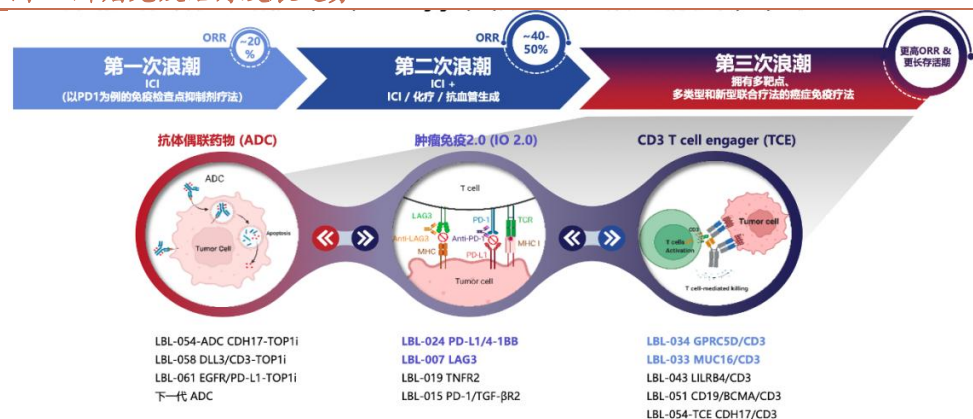 ORR
~20
%
ORR
~40-
50%
更高ORR &
更长存活期
第一次浪潮
ICI
(以PD1为例的免疫检查点抑制剂疗法)
第二次浪潮
ICI +
ICI / 化疗 / 抗血管生成
第三次浪潮
拥有多靶点、
多类型和新型联合疗法的癌症免疫疗法
抗体偶联药物 (ADC)
肿瘤免疫2.0 (IO 2.0)
CD3 T cell engager (TCE)
ADC
Apoptosis
Tumor Cell
T cell
LAG3
PD-1
TCR
Anti-LAG3
Anti-PD-1
MHC
MHC I
PD-L1
Tumor cell
Tumor cell
CD3
T cells
Activation
T cell-mediated killing
LBL-054-ADC CDH17-TOP1i
LBL-058 DLL3/CD3-TOP1i
LBL-061 EGFR/PD-L1-TOP1i
下一代 ADC
LBL-024 PD-L1/4-1BB
LBL-007 LAG3
LBL-019 TNFR2
LBL-015 PD-1/TGF-βR2
LBL-034 GPRC5D/CD3
LBL-033 MUC16/CD3
LBL-043 LILRB4/CD3
LBL-051 CD19/BCMA/CD3
LBL-054-TCE CDH17/CD3